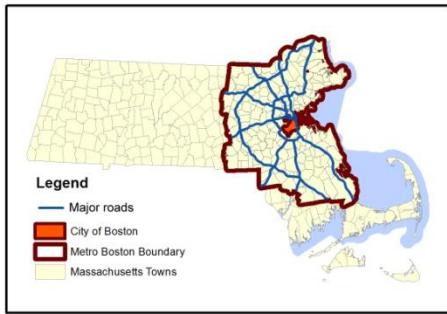 Legend
Major roads
City of Boston
Metro Boston Boundary
Massachusetts Towns